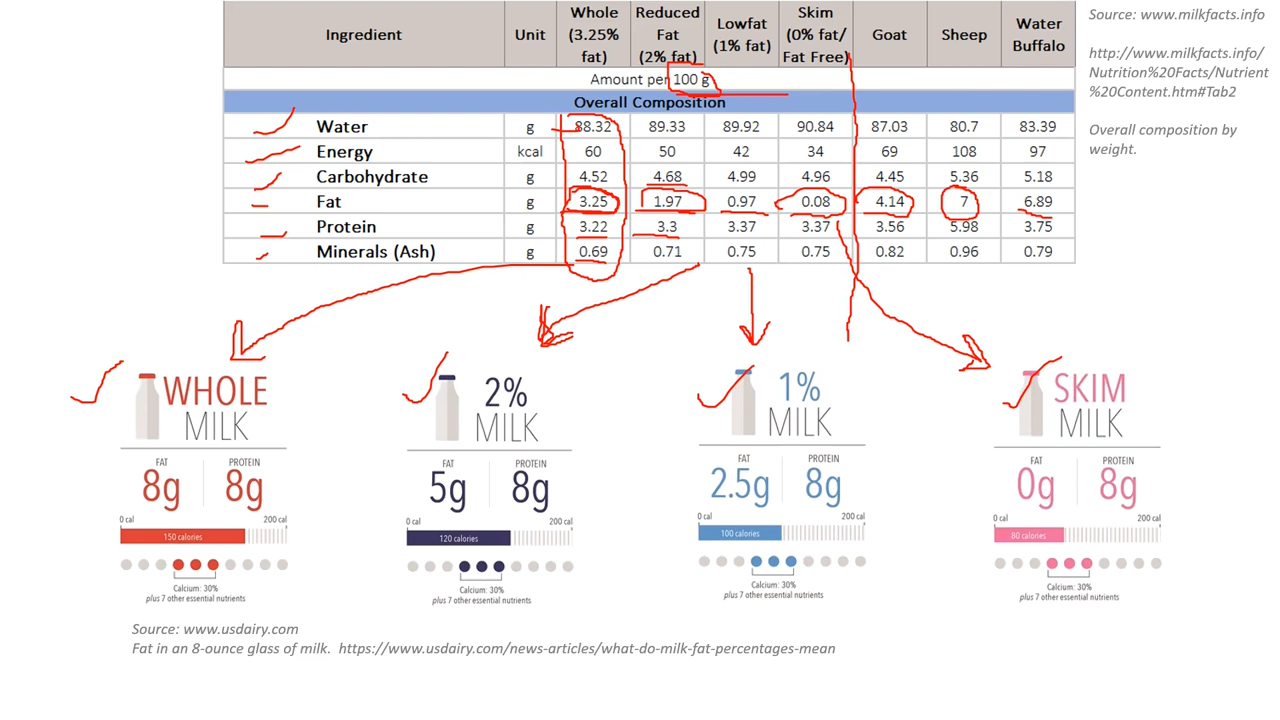 Ingredient Unit Whole (3.25% fat) Reduced Fat (2% fat) Lowfat (1% fat) Skim (0% fat/ Fat Free) Goat Sheep Water Buffalo
Amount per 100 g
Overall Composition
Water g 88.32 89.33 89.92 90.84 87.03 80.7 83.39
Energy kcal 60 50 42 34 69 108 97
Carbohydrate g 4.52 4.68 4.99 4.96 4.45 5.36 5.18
Fat g 3.25 1.97 0.97 0.08 4.14 7 6.89
Protein g 3.22 3.3 3.37 3.37 3.56 5.98 3.75
Minerals (Ash) g 0.69 0.71 0.75 0.75 0.82 0.96 0.79
Source: www.milkfacts.info
http://www.milkfacts.info/
Nutrition%20Facts/Nutrient
%20Content.htm#Tab2
Overall composition by
weight.
WHOLE
MILK
FAT PROTEIN
8g 8g
0 cal 200 cal
150 calories
Calcium: 30%
plus 7 other essential nutrients
2%
MILK
FAT PROTEIN
5g 8g
0 cal 200 cal
120 calories
Calcium: 30%
plus 7 other essential nutrients
1%
MILK
FAT PROTEIN
2.5g 8g
0 cal 200 cal
100 calories
Calcium: 30%
plus 7 other essential nutrients
SKIM
MILK
FAT PROTEIN
0g 8g
0 cal 200 cal
80 calories
Calcium: 30%
plus 7 other essential nutrients
Source: www.usdairy.com
Fat in an 8-ounce glass of milk. https://www.usdairy.com/news-articles/what-do-milk-fat-percentages-mean